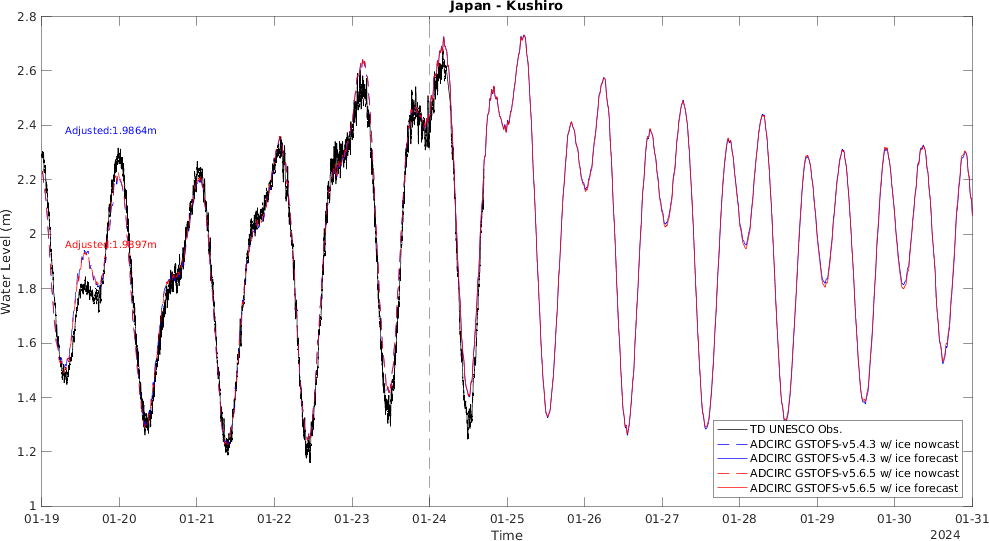 Japan - Kushiro
2.8
2.6
2.4
2.2
2
1.8
1.6
1.4
1.2
1
Water Level (m)
Adjusted:1.9864m
Adjusted:1.9397m
TD UNESCO Obs.
ADCIRC GSTOFS-v5.4.3 w/ ice nowcast
ADCIRC GSTOFS-v5.4.3 w/ ice forecast
ADCIRC GSTOFS-v5.6.5 w/ ice nowcast
ADCIRC GSTOFS-v5.6.5 w/ ice forecast
01-19 01-20 01-21 01-22 01-23 01-24 01-25 01-26 01-27 01-28 01-29 01-30 01-31
Time
2024